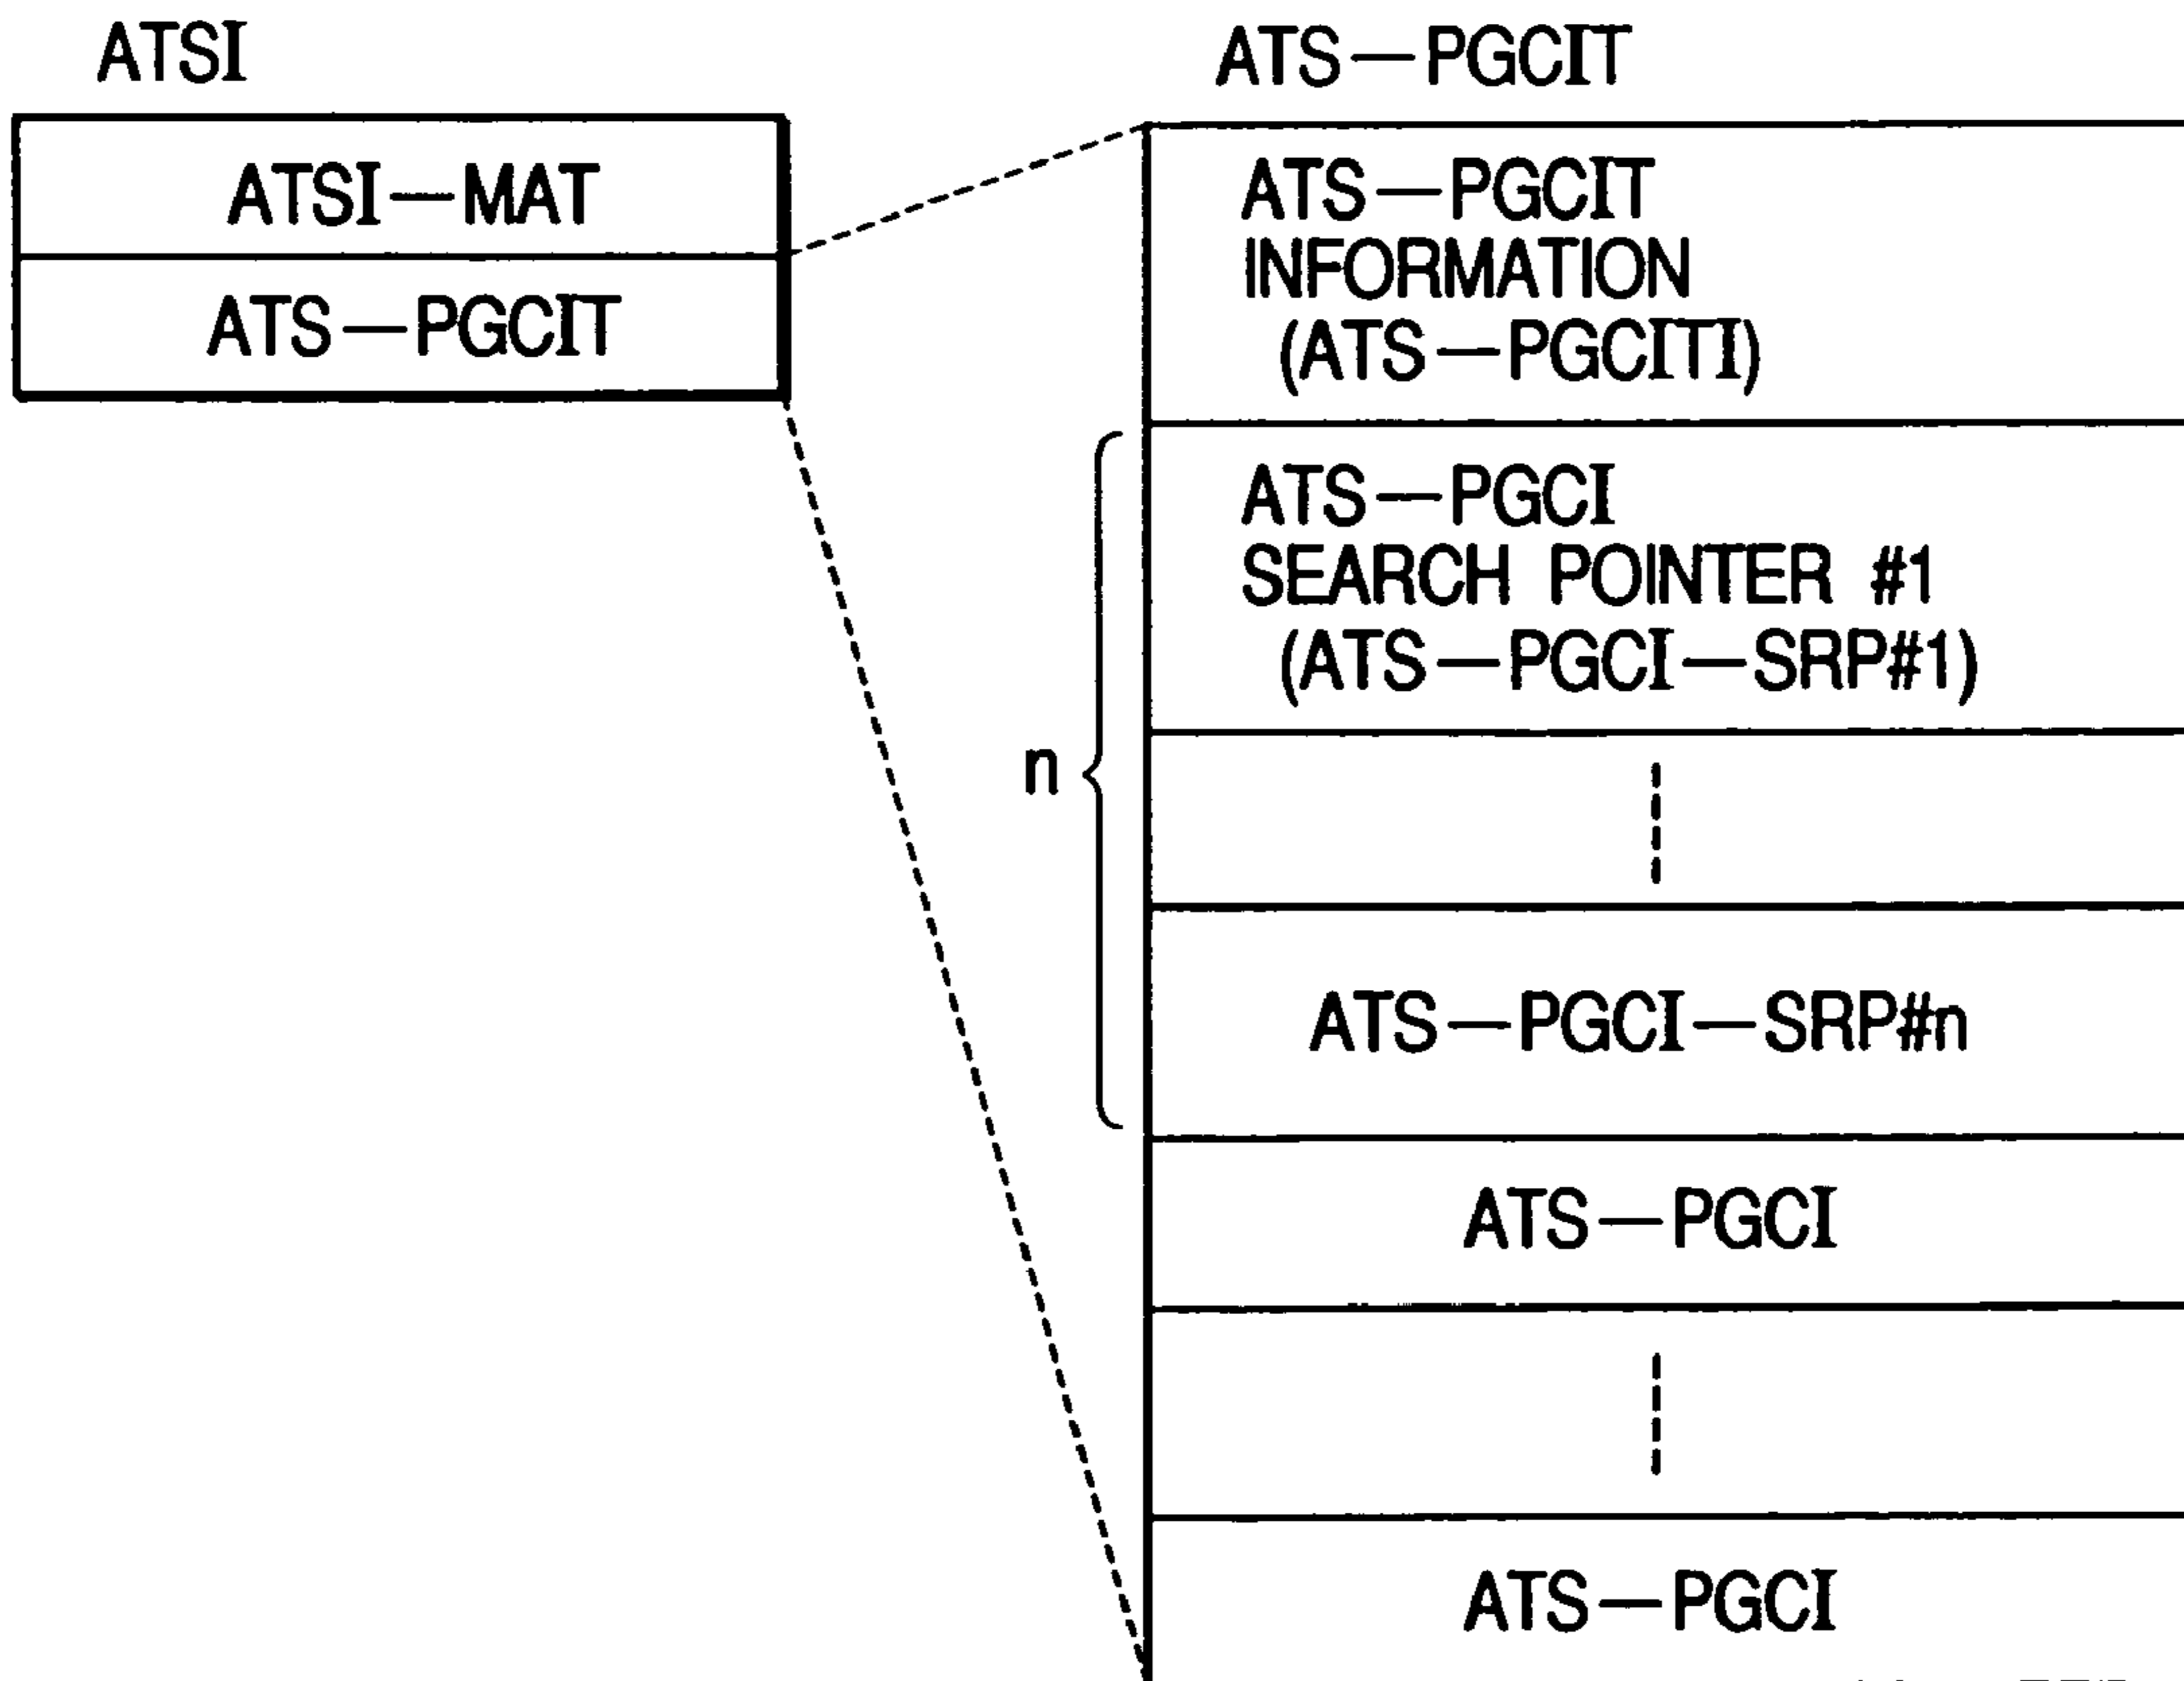 ATSI
ATSI—MAT
ATS—PGCIT
ATS—PGCIT
ATS—PGCIT
INFORMATION
(ATS—PGCITI)
ATS—PGCI
SEARCH POINTER #1
(ATS—PGCI—SRP#1)
n
ATS—PGCI—SRP#n
ATS—PGCI
ATS—PGCI